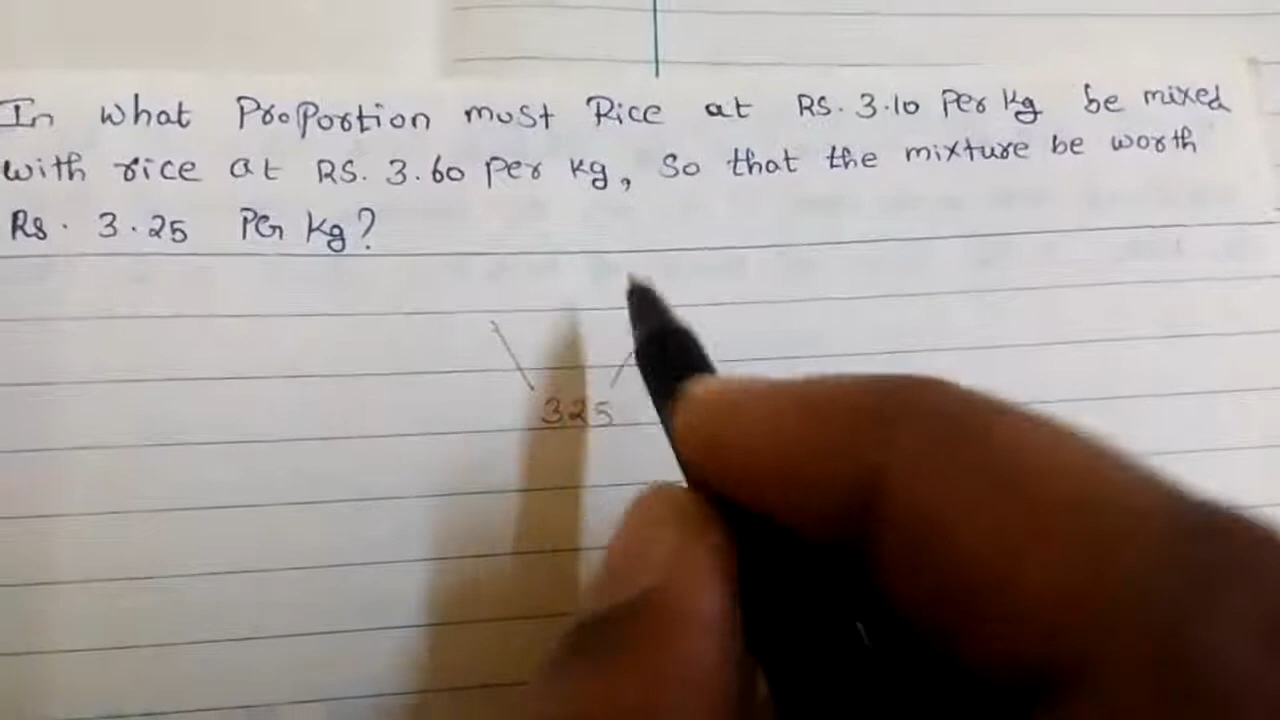 In what Proportion must Rice at RS. 3.10 Per kg be mixed
with rice at RS. 3.60 per kg, So that the mixture be worth
Rs. 3.25 Per kg?
325